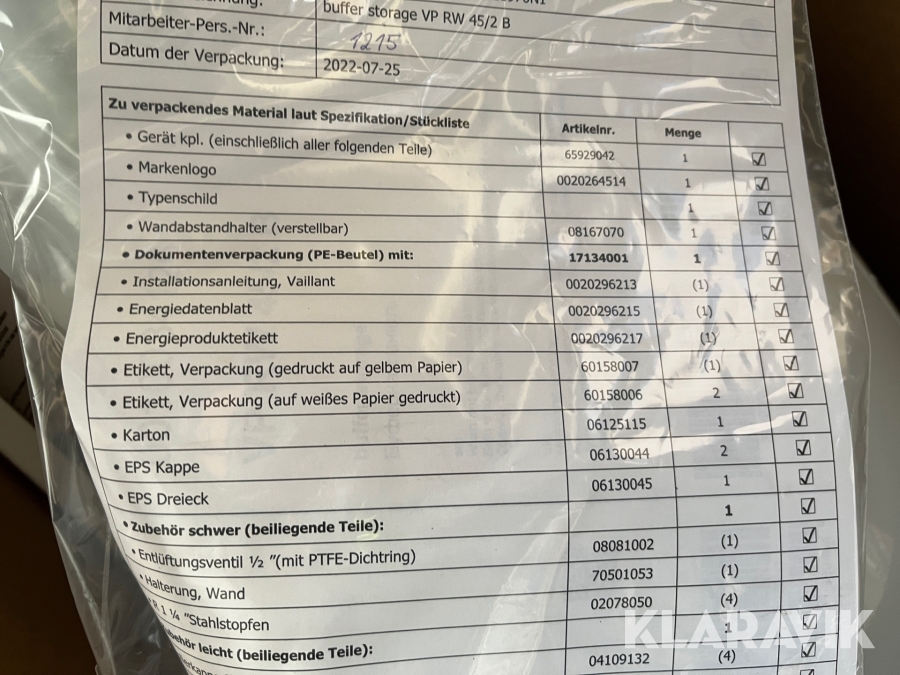 buffer storage VP RW 45/2 B
Mitarbeiter-Pers.-Nr.: 1215
Datum der Verpackung: 2022-07-25
Zu verpackendes Material laut Spezifikation/Stückliste Artikelnr. Menge
• Gerät kpl. (einschließlich aller folgenden Teile) 65929042 1 ☑
• Markenlogo 0020264514 1 ☑
• Typenschild 1 ☑
• Wandabstandhalter (verstellbar) 08167070 1 ☑
• Dokumentenverpackung (PE-Beutel) mit: 17134001 1 ☑
• Installationsanleitung, Vaillant 0020296213 (1) ☑
• Energiedatenblatt 0020296215 (1) ☑
• Energieproduktetikett 0020296217 (1) ☑
• Etikett, Verpackung (gedruckt auf gelbem Papier) 60158007 (1) ☑
• Etikett, Verpackung (auf weißes Papier gedruckt) 60158006 2 ☑
• Karton 06125115 1 ☑
• EPS Kappe 06130044 2 ☑
• EPS Dreieck 06130045 1 ☑
• Zubehör schwer (beiliegende Teile): 1 ☑
• Entlüftungsventil ½ "(mit PTFE-Dichtring) 08081002 (1) ☑
• Halterung, Wand 70501053 (1) ☑
R 1 ¼ "Stahlstopfen 02078050 (4) ☑
leicht (beiliegende Teile): 1 ☑
04109132 (4) ☑
KLARAVIK